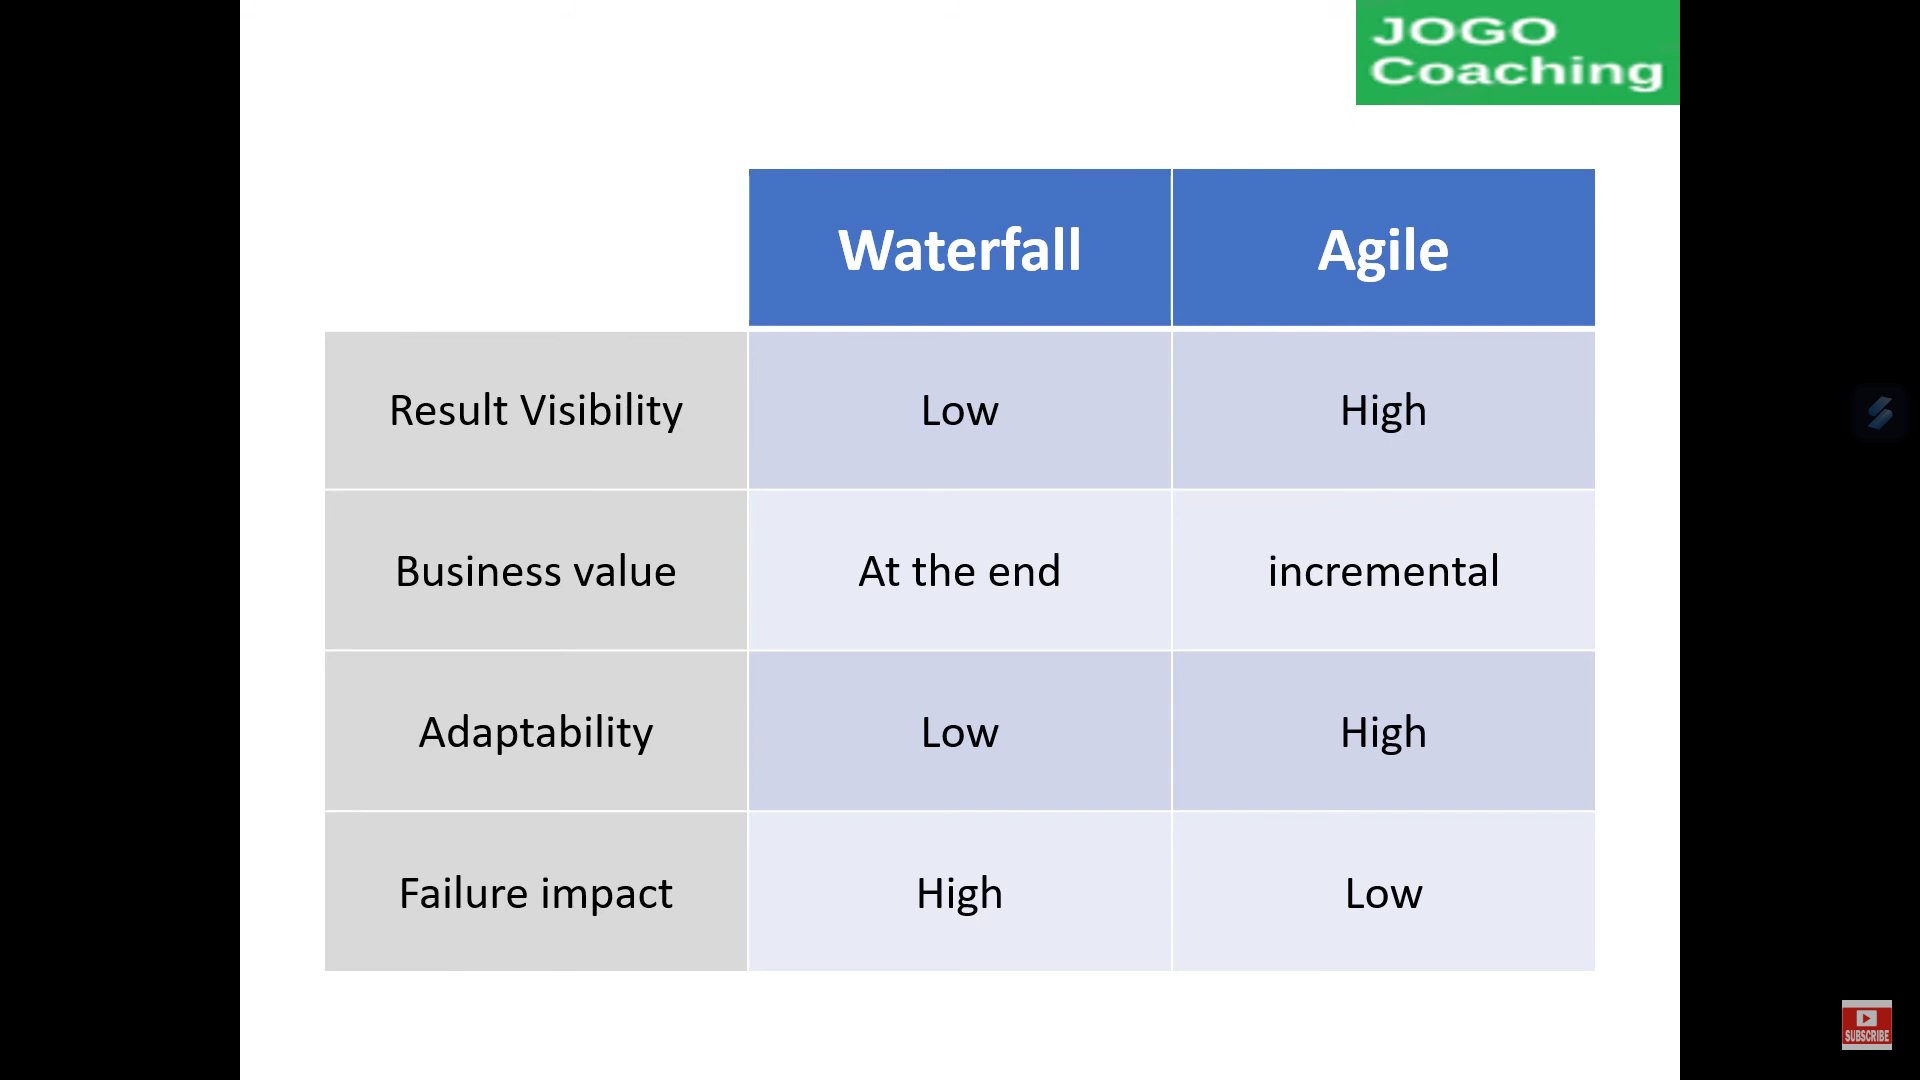 JOGO
Coaching
Waterfall Agile
Result Visibility Low High
Business value At the end incremental
Adaptability Low High
Failure impact High Low
SUBSCRIBE